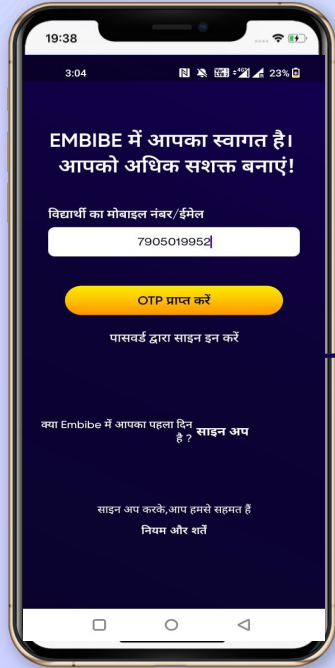 19:38
3:04 23%
EMBIBE में आपका स्वागत है।
आपको अधिक सशक्त बनाएं!
विद्यार्थी का मोबाइल नंबर/ईमेल
7905019952
OTP प्राप्त करें
पासवर्ड द्वारा साइन इन करें
क्या Embibe में आपका पहला दिन
है ? साइन अप
साइन अप करके,आप हमसे सहमत हैं
नियम और शर्तें